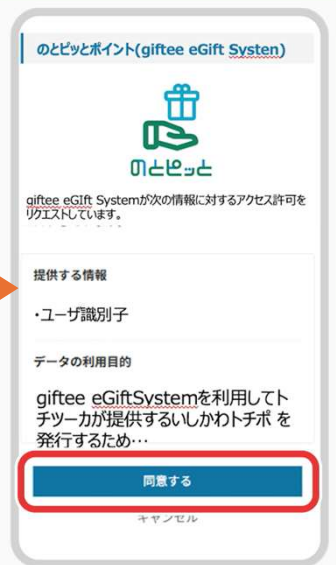 のとピッとポイント(giftee eGift Systen)
のとピっと
giftee eGIft Systemが次の情報に対するアクセス許可を
リクエストしています。
提供する情報
・ユーザ識別子
データの利用目的
giftee eGiftSystemを利用してト
チツーカが提供するいしかわトチポ を
発行するため…
同意する
キャンセル